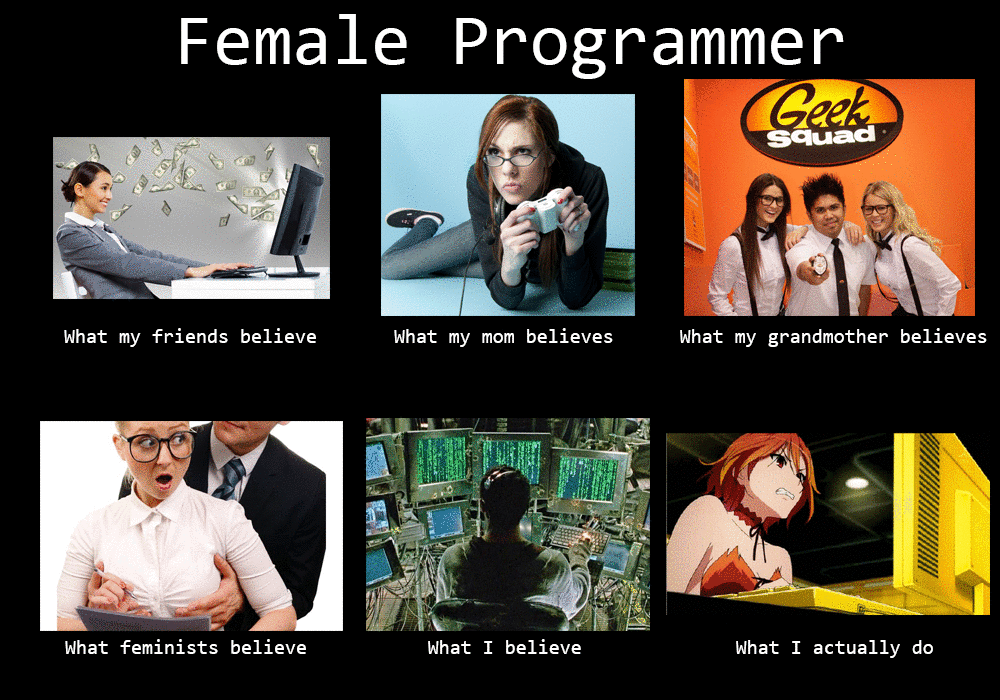 Female Programmer
Geek
Squad
What my friends believe
What my mom believes
What my grandmother believes
What feminists believe
What I believe
What I actually do